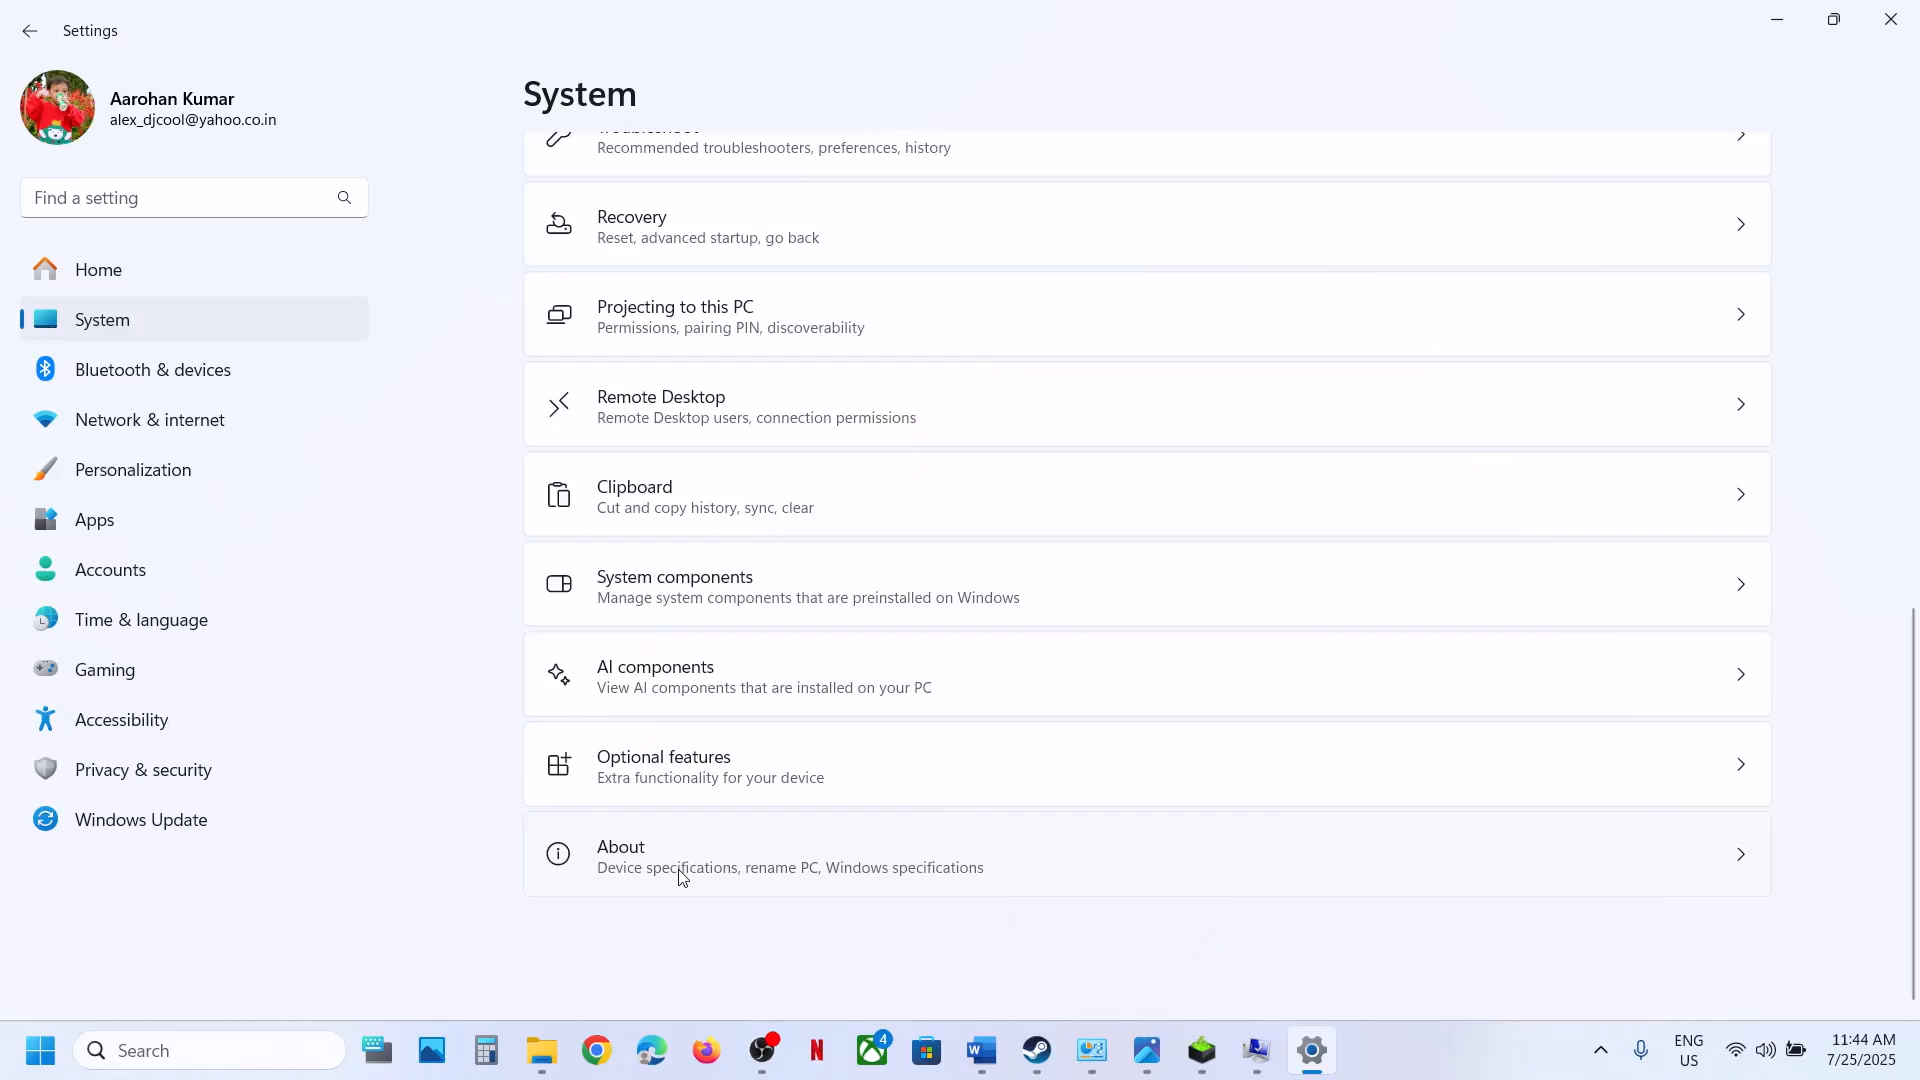 Settings
Aarohan Kumar
alex_djcool@yahoo.co.in
Find a setting
Home
System
Bluetooth & devices
Network & internet
Personalization
Apps
Accounts
Time & language
Gaming
Accessibility
Privacy & security
Windows Update
System
Troubleshoot
Recommended troubleshooters, preferences, history
Recovery
Reset, advanced startup, go back
Projecting to this PC
Permissions, pairing PIN, discoverability
Remote Desktop
Remote Desktop users, connection permissions
Clipboard
Cut and copy history, sync, clear
System components
Manage system components that are preinstalled on Windows
AI components
View AI components that are installed on your PC
Optional features
Extra functionality for your device
About
Device specifications, rename PC, Windows specifications
Search
4
ENG
US
11:44 AM
7/25/2025